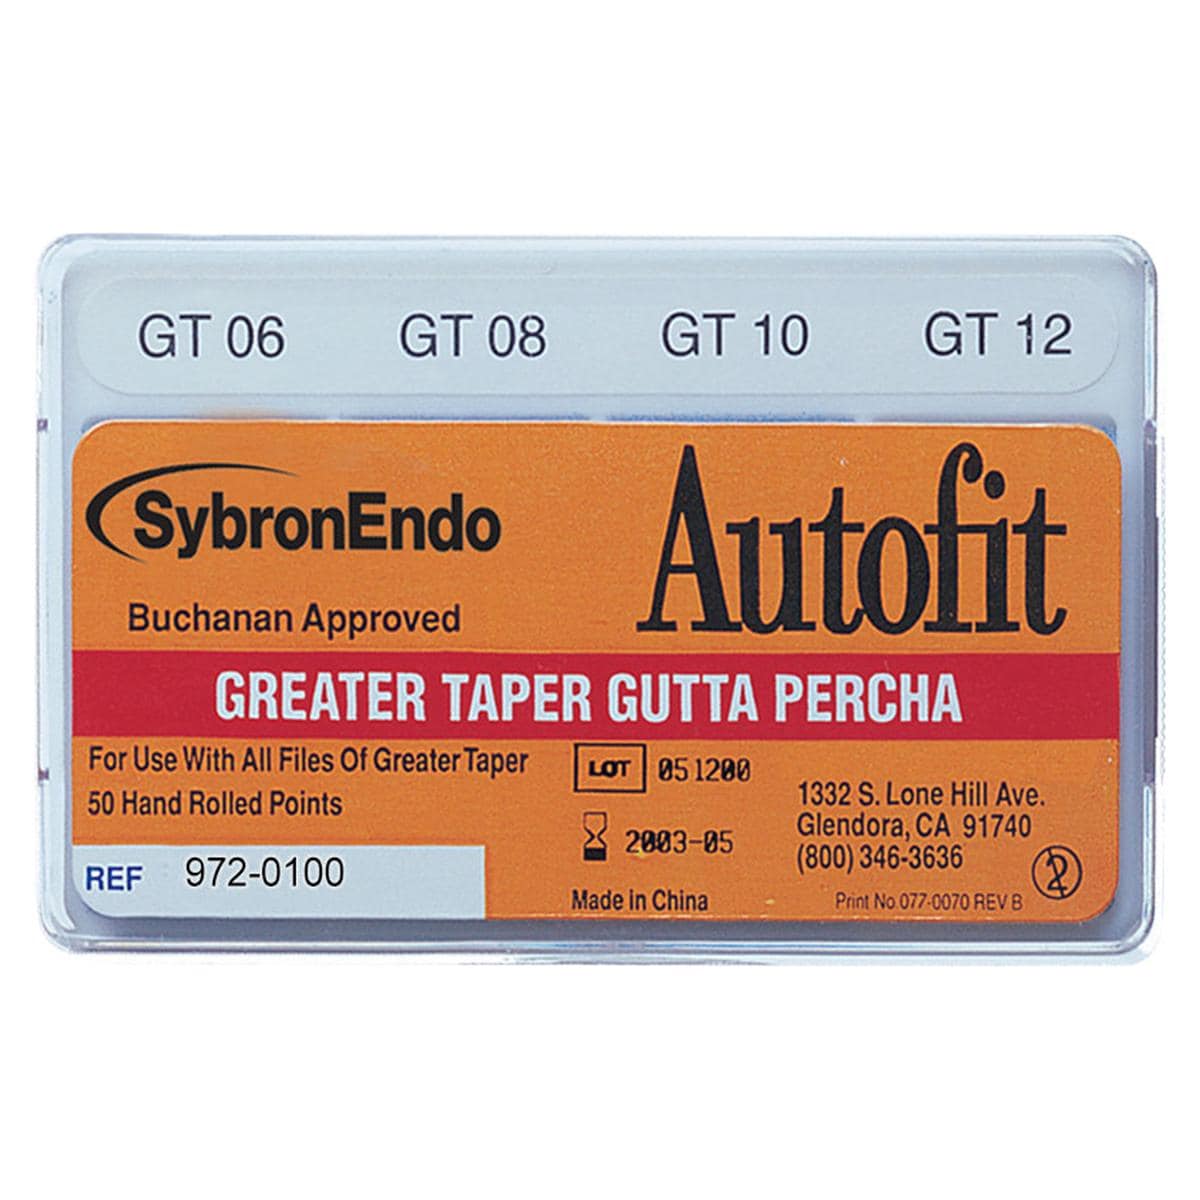 GT 06 GT 08 GT 10 GT 12
SybronEndo
Autofit
Buchanan Approved
GREATER TAPER GUTTA PERCHA
For Use With All Files Of Greater Taper
50 Hand Rolled Points
REF 972-0100
LOT 051200
2003-05
Made in China
1332 S. Lone Hill Ave.
Glendora, CA 91740
(800) 346-3636
2
Print No. 077-0070 REV B